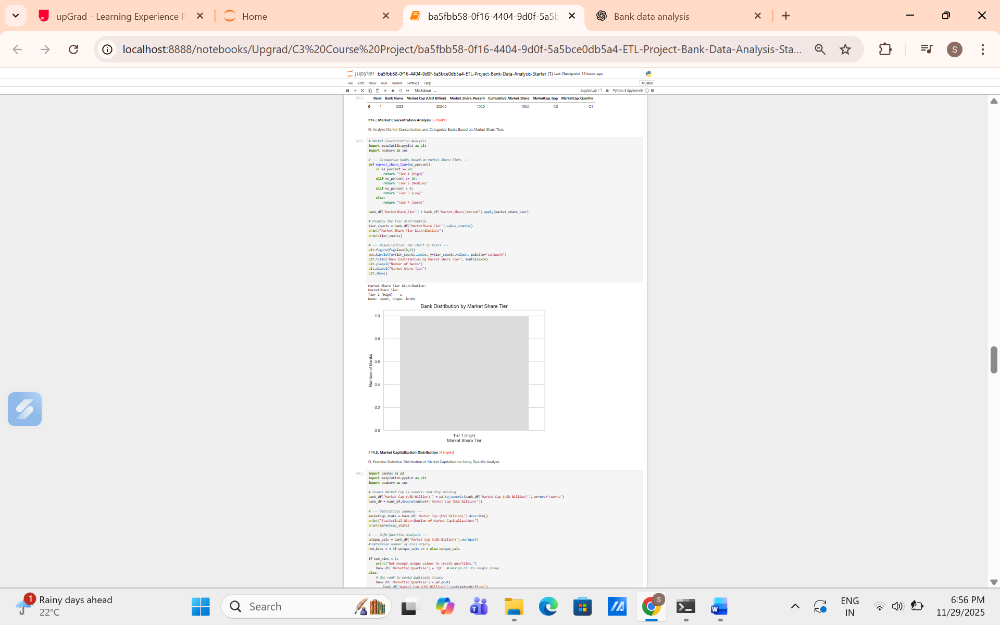 upGrad - Learning Experience P
Home
ba5fbb58-0f16-4404-9d0f-5a5b
Bank data analysis
localhost:8888/notebooks/Upgrad/C3%20Course%20Project/ba5fbb58-0f16-4404-9d0f-5a5bce0db5a4-ETL-Project-Bank-Data-Analysis-Sta...
S
jupyter ba5fbb58-0f16-4404-9d0f-5a5bce0db5a4-ETL-Project-Bank-Data-Analysis-Starter (1) Last Checkpoint: 19 hours ago
File Edit View Run Kernel Settings Help
Trusted
Markdown
JupyterLab
Python 3 (ipykernel)
[41]:
Rank Bank Name Market Cap (USD Billion) Market_Share_Percent Cumulative_Market_Share MarketCap_Gap MarketCap_Quartile
0 1 2023 2024.0 100.0 100.0 0.0 Q1
##4.2.Market Concentration Analysis [6 marks]
Q: Analyze Market Concentration and Categorize Banks Based on Market Share Tiers
[43]:
# Market Concentration Analysis
import matplotlib.pyplot as plt
import seaborn as sns
# --- Categorize banks based on Market Share Tiers ---
def market_share_tier(ms_percent):
if ms_percent >= 20:
return 'Tier 1 (High)'
elif ms_percent >= 10:
return 'Tier 2 (Medium)'
elif ms_percent > 0:
return 'Tier 3 (Low)'
else:
return 'Tier 4 (Zero)'
bank_df['MarketShare_Tier'] = bank_df['Market_Share_Percent'].apply(market_share_tier)
# Display the tier distribution
tier_counts = bank_df['MarketShare_Tier'].value_counts()
print("Market Share Tier Distribution:")
print(tier_counts)
# --- Visualization: Bar chart of tiers ---
plt.figure(figsize=(8,6))
sns.barplot(x=tier_counts.index, y=tier_counts.values, palette='coolwarm')
plt.title("Bank Distribution by Market Share Tier", fontsize=14)
plt.ylabel("Number of Banks")
plt.xlabel("Market Share Tier")
plt.show()
Market Share Tier Distribution:
MarketShare_Tier
Tier 1 (High) 1
Name: count, dtype: int64
Bank Distribution by Market Share Tier
1.0
0.8
0.6
0.4
0.2
0.0
Number of Banks
Tier 1 (High)
Market Share Tier
##4.3. Market Capitalization Distribution [6 marks]
Q: Examine Statistical Distribution of Market Capitalization Using Quartile Analysis
[46]:
import pandas as pd
import matplotlib.pyplot as plt
import seaborn as sns
# Ensure Market Cap is numeric and drop missing
bank_df['Market Cap (USD Billion)'] = pd.to_numeric(bank_df['Market Cap (USD Billion)'], errors='coerce')
bank_df = bank_df.dropna(subset=['Market Cap (USD Billion)'])
# --- Statistical Summary ---
marketcap_stats = bank_df['Market Cap (USD Billion)'].describe()
print("Statistical Distribution of Market Capitalization:")
print(marketcap_stats)
# --- Safe Quartile Analysis ---
unique_vals = bank_df['Market Cap (USD Billion)'].nunique()
# Determine number of bins safely
num_bins = 4 if unique_vals >= 4 else unique_vals
if num_bins < 2:
print("Not enough unique values to create quartiles.")
bank_df['MarketCap_Quartile'] = 'Q1' # Assign all to single group
else:
# Use rank to avoid duplicate issues
bank_df['MarketCap_Quartile'] = pd.qcut(
bank_df['Market Cap (USD Billion)'].rank(method='first')
1
Rainy days ahead
22°C
Search
S
ENG
IN
6:56 PM
11/29/2025